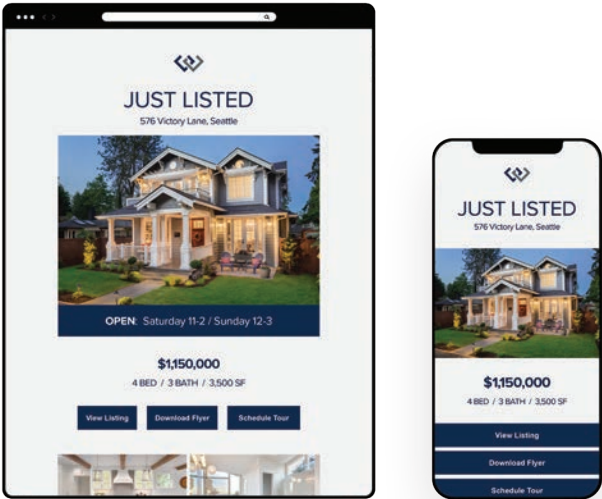 JUST LISTED
576 Victory Lane, Seattle
OPEN: Saturday 11-2 / Sunday 12-3
$1,150,000
4 BED / 3 BATH / 3,500 SF
View Listing
Download Flyer
Schedule Tour
JUST LISTED
576 Victory Lane, Seattle
$1,150,000
4 BED / 3 BATH / 3,500 SF
View Listing
Download Flyer
Schedule Tour